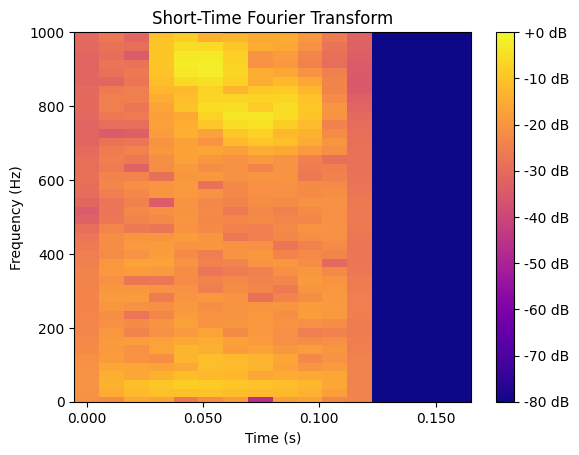 Short-Time Fourier Transform
Frequency (Hz)
1000
800
600
400
200
0
0.000
0.050
0.100
0.150
Time (s)
+0 dB
-10 dB
-20 dB
-30 dB
-40 dB
-50 dB
-60 dB
-70 dB
-80 dB